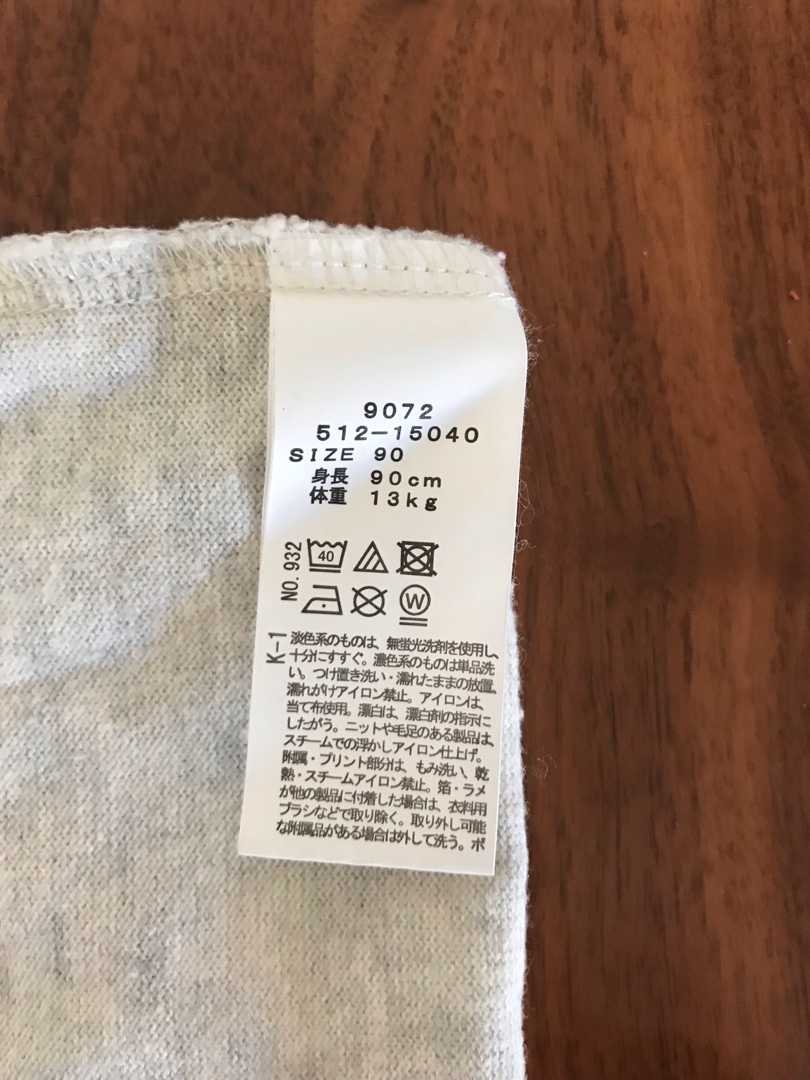 9072
512-15040
SIZE 90
身長 90cm
体重 13kg
NO.932
40
W
K-1
淡色系のものは、無蛍光洗剤を使用し、
十分にすすぐ。濃色系のものは単品洗
い。つけ置き洗い・濡れたままの放置、
濡れがけアイロン禁止。アイロンは、
当て布使用。漂白は、漂白剤の指示に
したがう。ニットや毛足のある製品は、
スチームでの浮かしアイロン仕上げ。
附属・プリント部分は、もみ洗い、乾
熱・スチームアイロン禁止。箔・ラメ
が他の製品に付着した場合は、衣料用
ブラシなどで取り除く。取り外し可能
な附属品がある場合は外して洗う。ポ